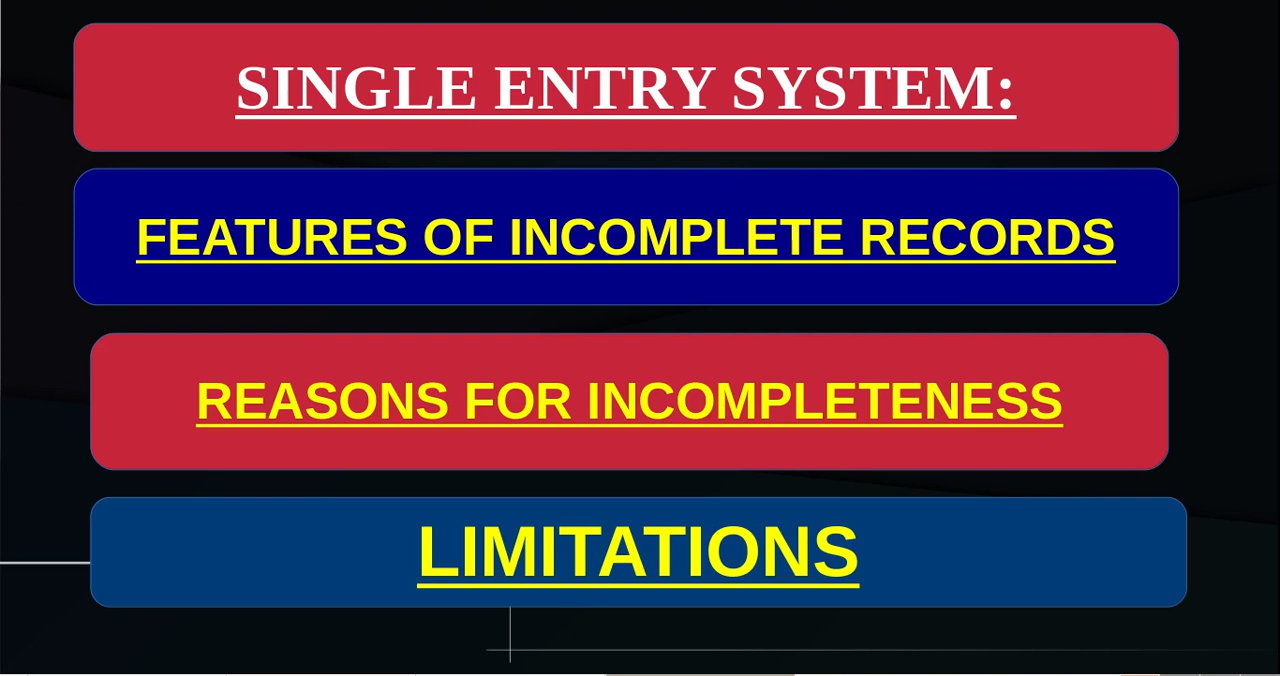 SINGLE ENTRY SYSTEM:
FEATURES OF INCOMPLETE RECORDS
REASONS FOR INCOMPLETENESS
LIMITATIONS